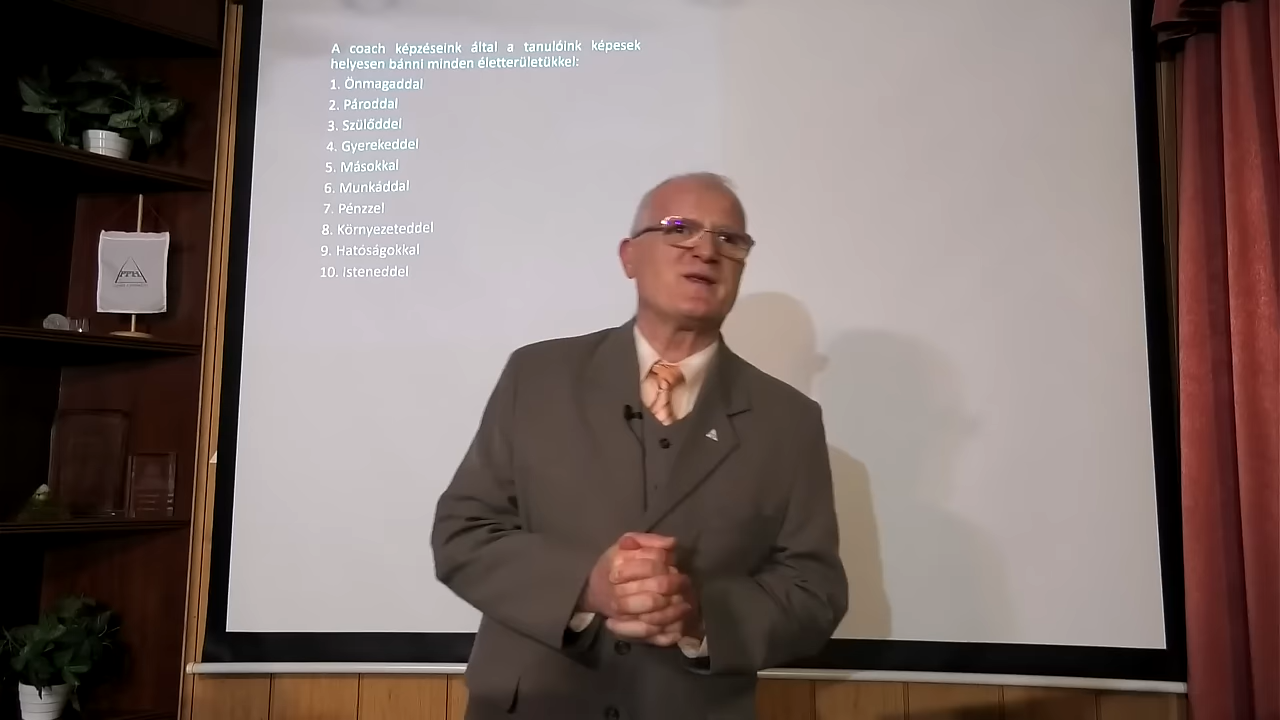 A coach képzéseink által a tanulóink képesek
helyesen bánni minden életterületükkel:
1. Önmagaddal
2. Pároddal
3. Szülőddel
4. Gyerekeddel
5. Másokkal
6. Munkáddal
7. Pénzzel
8. Környezeteddel
9. Hatóságokkal
10. Isteneddel